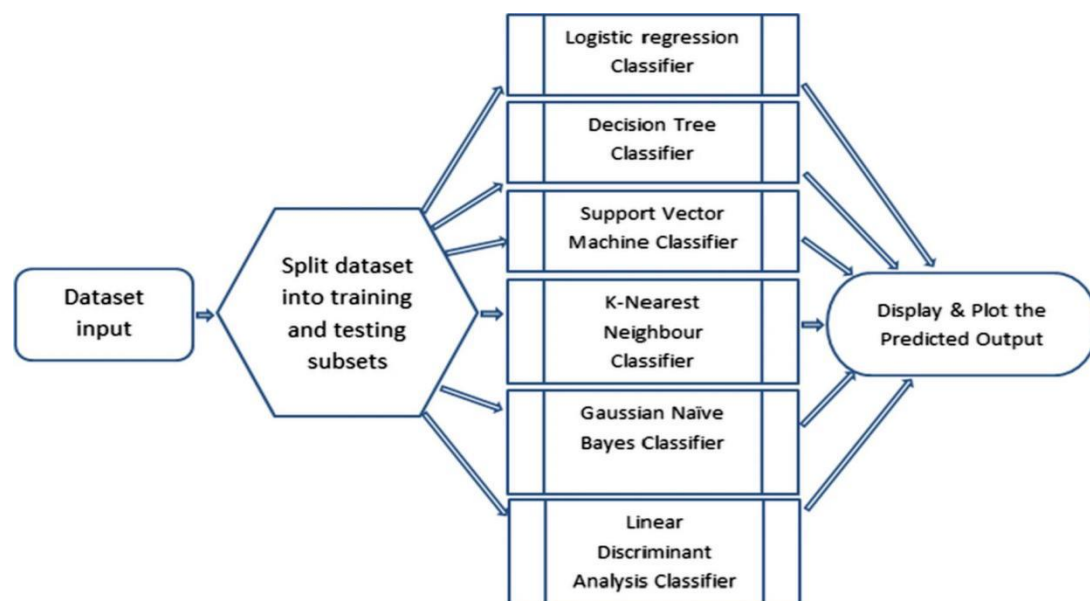 Dataset
input
Split dataset
into training
and testing
subsets
Logistic regression
Classifier
Decision Tree
Classifier
Support Vector
Machine Classifier
K-Nearest
Neighbour
Classifier
Gaussian Naïve
Bayes Classifier
Linear
Discriminant
Analysis Classifier
Display & Plot the
Predicted Output